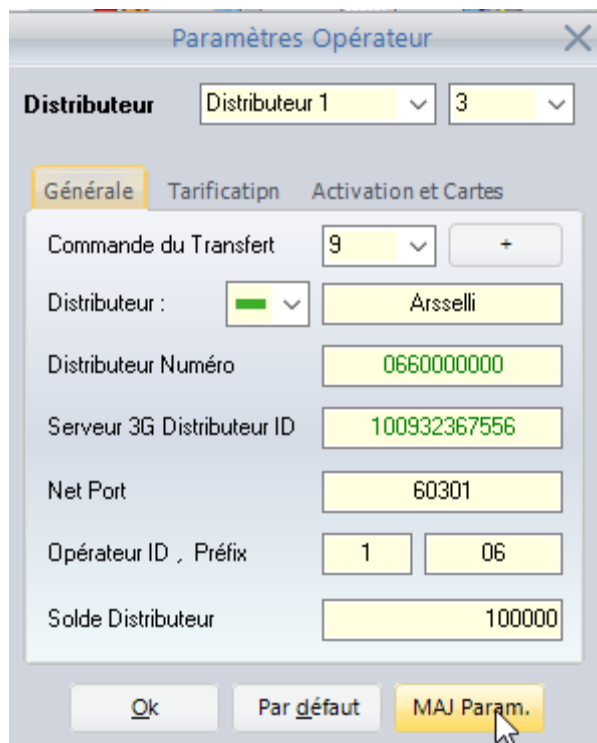 Paramètres Opérateur
Distributeur Distributeur 1 3
Générale Tarificatipn Activation et Cartes
Commande du Transfert 9 +
Distributeur : Arsselli
Distributeur Numéro 0660000000
Serveur 3G Distributeur ID 100932367556
Net Port 60301
Opérateur ID , Préfix 1 06
Solde Distributeur 100000
Ok Par défaut MAJ Param.